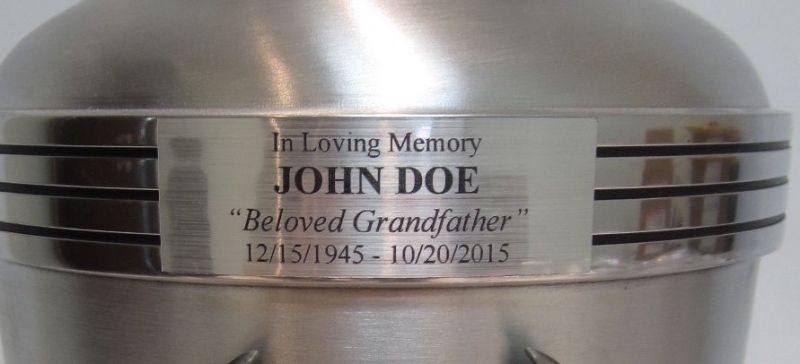 In Loving Memory
JOHN DOE
“Beloved Grandfather”
12/15/1945 - 10/20/2015